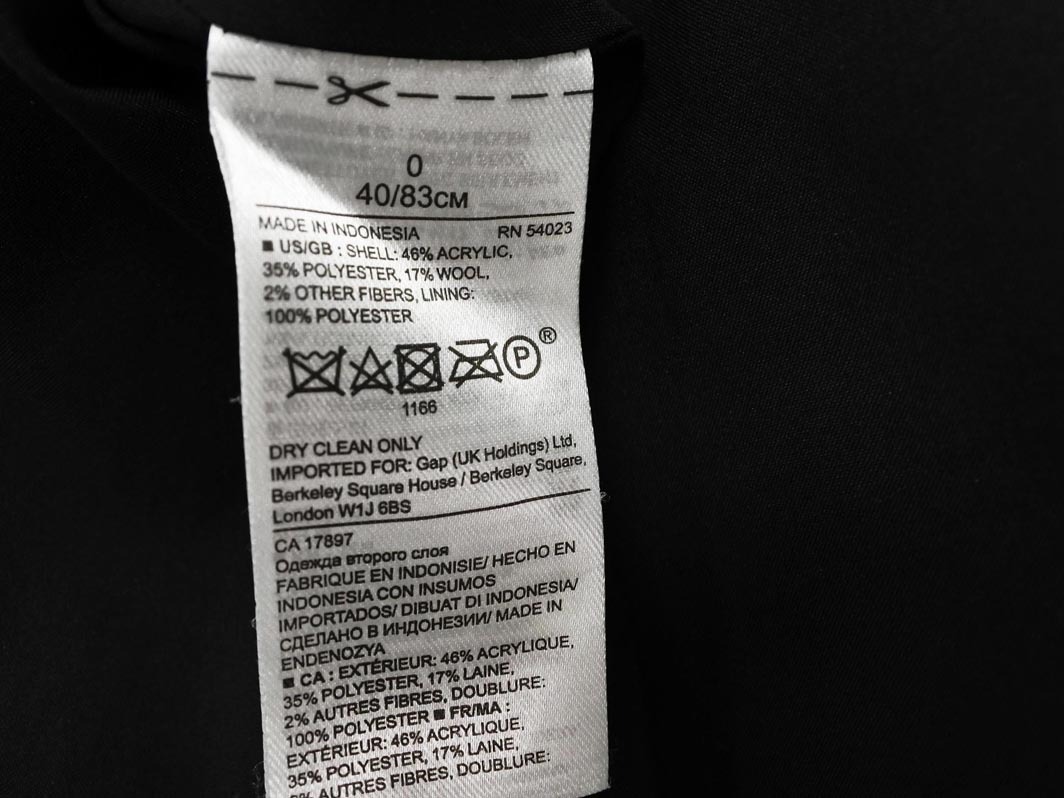 0
40/83CM
MADE IN INDONESIA RN 54023
■ US/GB : SHELL: 46% ACRYLIC,
35% POLYESTER, 17% WOOL,
2% OTHER FIBERS, LINING:
100% POLYESTER
P®
1166
DRY CLEAN ONLY
IMPORTED FOR: Gap (UK Holdings) Ltd,
Berkeley Square House / Berkeley Square,
London W1J 6BS
CA 17897
Одежда второго слоя
FABRIQUE EN INDONISIE/ HECHO EN
INDONESIA CON INSUMOS
IMPORTADOS/ DIBUAT DI INDONESIA/
СДЕЛАНО В ИНДОНЕЗИИ/ MADE IN
ENDENOZYA
■ CA : EXTÉRIEUR: 46% ACRYLIQUE,
35% POLYESTER, 17% LAINE,
2% AUTRES FIBRES, DOUBLURE:
100% POLYESTER ■ FR/MA :
EXTÉRIEUR: 46% ACRYLIQUE,
35% POLYESTER, 17% LAINE,
2% AUTRES FIBRES, DOUBLURE: